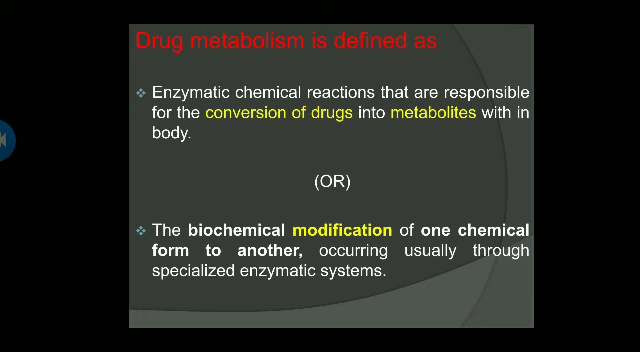 Drug metabolism is defined as
❖ Enzymatic chemical reactions that are responsible
for the conversion of drugs into metabolites with in
body.
(OR)
❖ The biochemical modification of one chemical
form to another, occurring usually through
specialized enzymatic systems.